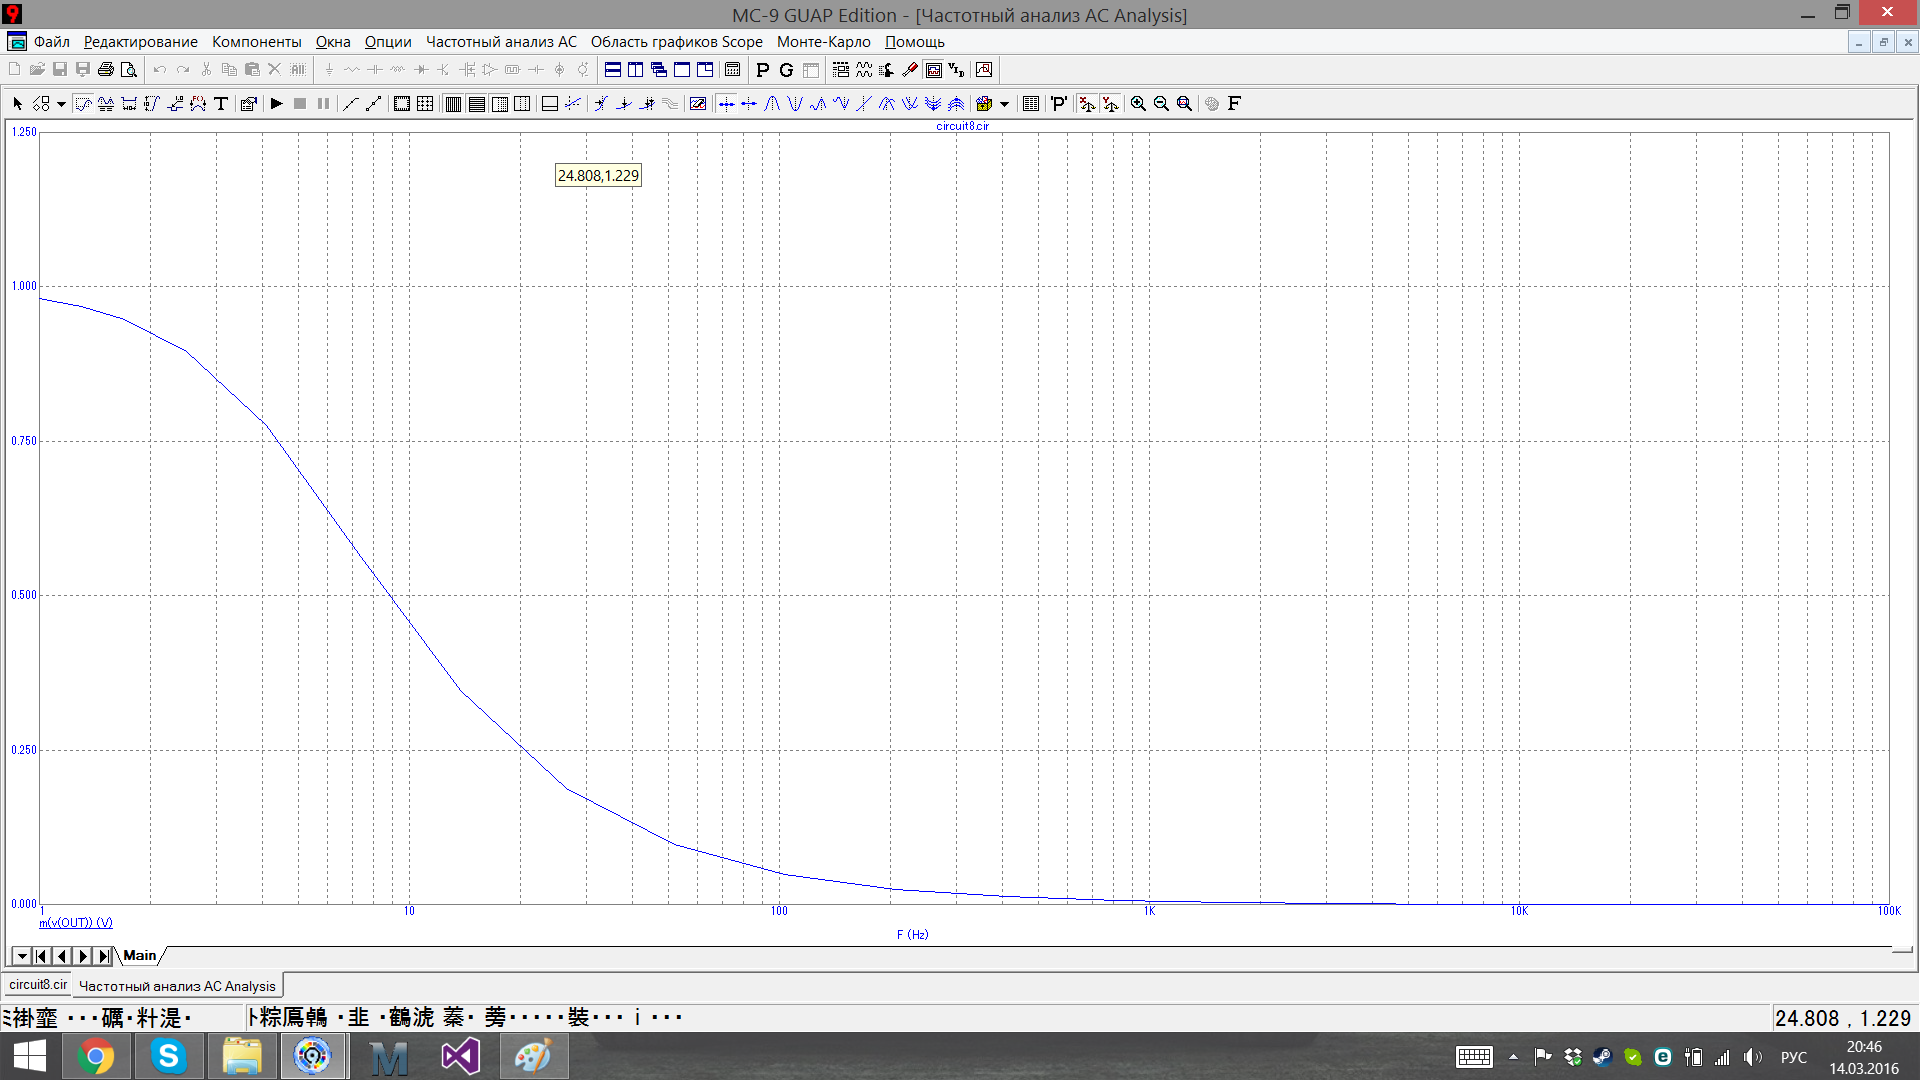 MC-9 GUAP Edition - [Частотный анализ AC Analysis]
Файл Редактирование Компоненты Окна Опции Частотный анализ AC Область графиков Scope Монте-Карло Помощь
circuit8.cir
1.250
24.808,1.229
1.000
0.750
0.500
0.250
0.000
1 10 100 1K 10K 100K
m(v(OUT)) (V)
F (Hz)
Main
circuit8.cir Частотный анализ AC Analysis
24.808 , 1.229
РУС
20:46
14.03.2016